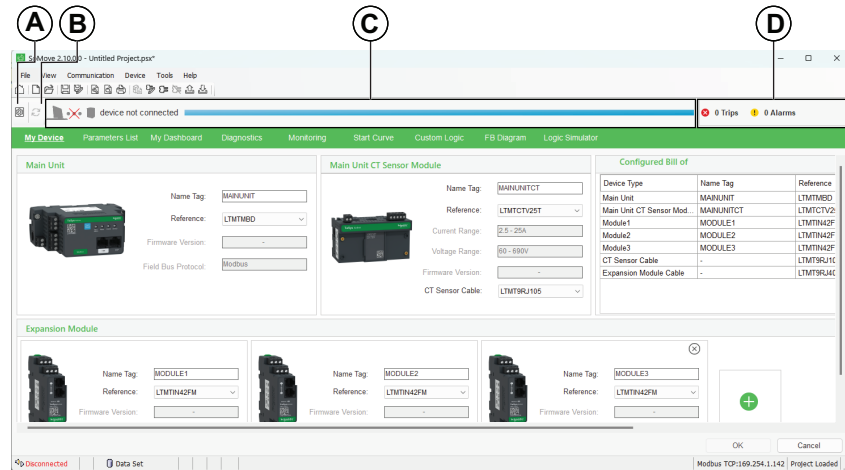 A
B
C
D
SoMove 2.10.0.0 - Untitled Project.psx*
File View Communication Device Tools Help
device not connected
0 Trips 0 Alarms
My Device Parameters List My Dashboard Diagnostics Monitoring Start Curve Custom Logic FB Diagram Logic Simulator
Main Unit
Name Tag: MAINUNIT
Reference: LTMTMBD
Firmware Version: -
Field Bus Protocol: Modbus
Main Unit CT Sensor Module
Name Tag: MAINUNITCT
Reference: LTMTCTV25T
Current Range: 2.5 - 25A
Voltage Range: 60 - 690V
Firmware Version: -
CT Sensor Cable: LTMT9RJ105
Configured Bill of
Device Type Name Tag Reference
Main Unit MAINUNIT LTMTMBD
Main Unit CT Sensor Mod... MAINUNITCT LTMTCTV2
Module1 MODULE1 LTMTIN42F
Module2 MODULE2 LTMTIN42F
Module3 MODULE3 LTMTIN42F
CT Sensor Cable - LTMT9RJ10
Expansion Module Cable - LTMT9RJ4
Expansion Module
Name Tag: MODULE1
Reference: LTMTIN42FM
Firmware Version: -
Name Tag: MODULE2
Reference: LTMTIN42FM
Firmware Version: -
Name Tag: MODULE3
Reference: LTMTIN42FM
Firmware Version: -
OK Cancel
Disconnected Data Set Modbus TCP:169.254.1.142 Project Loaded